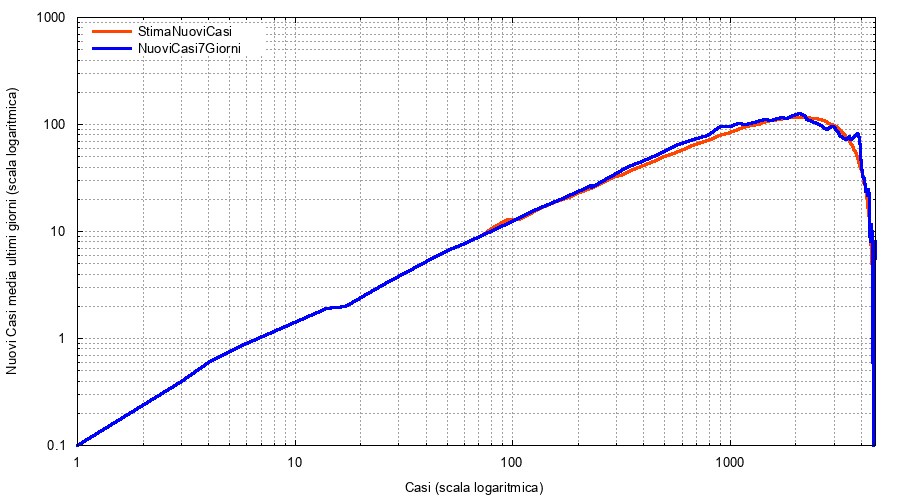 1000
StimaNuoviCasi
NuoviCasi7Giorni
100
10
1
0.1
Nuovi Casi media ultimi giorni (scala logaritmica)
1
10
100
1000
Casi (scala logaritmica)